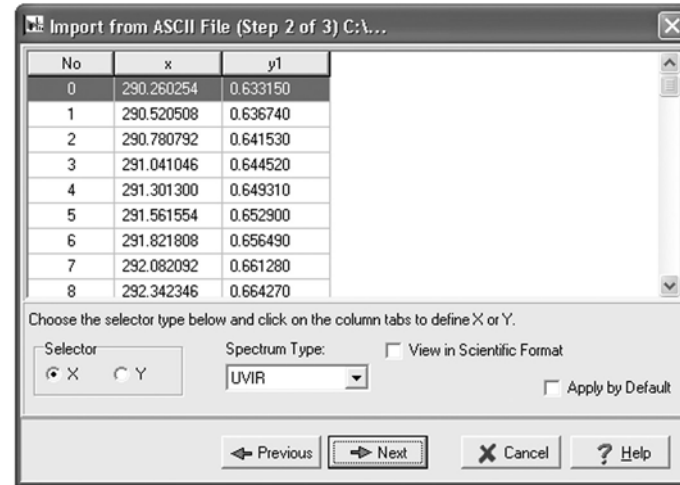 Import from ASCII File (Step 2 of 3) C:\...
No x y1
0 290.260254 0.633150
1 290.520508 0.636740
2 290.780792 0.641530
3 291.041046 0.644520
4 291.301300 0.649310
5 291.561554 0.652900
6 291.821808 0.656490
7 292.082092 0.661280
8 292.342346 0.664270
Choose the selector type below and click on the column tabs to define X or Y.
Selector Spectrum Type: View in Scientific Format
X Y UVIR Apply by Default
Previous Next Cancel ? Help